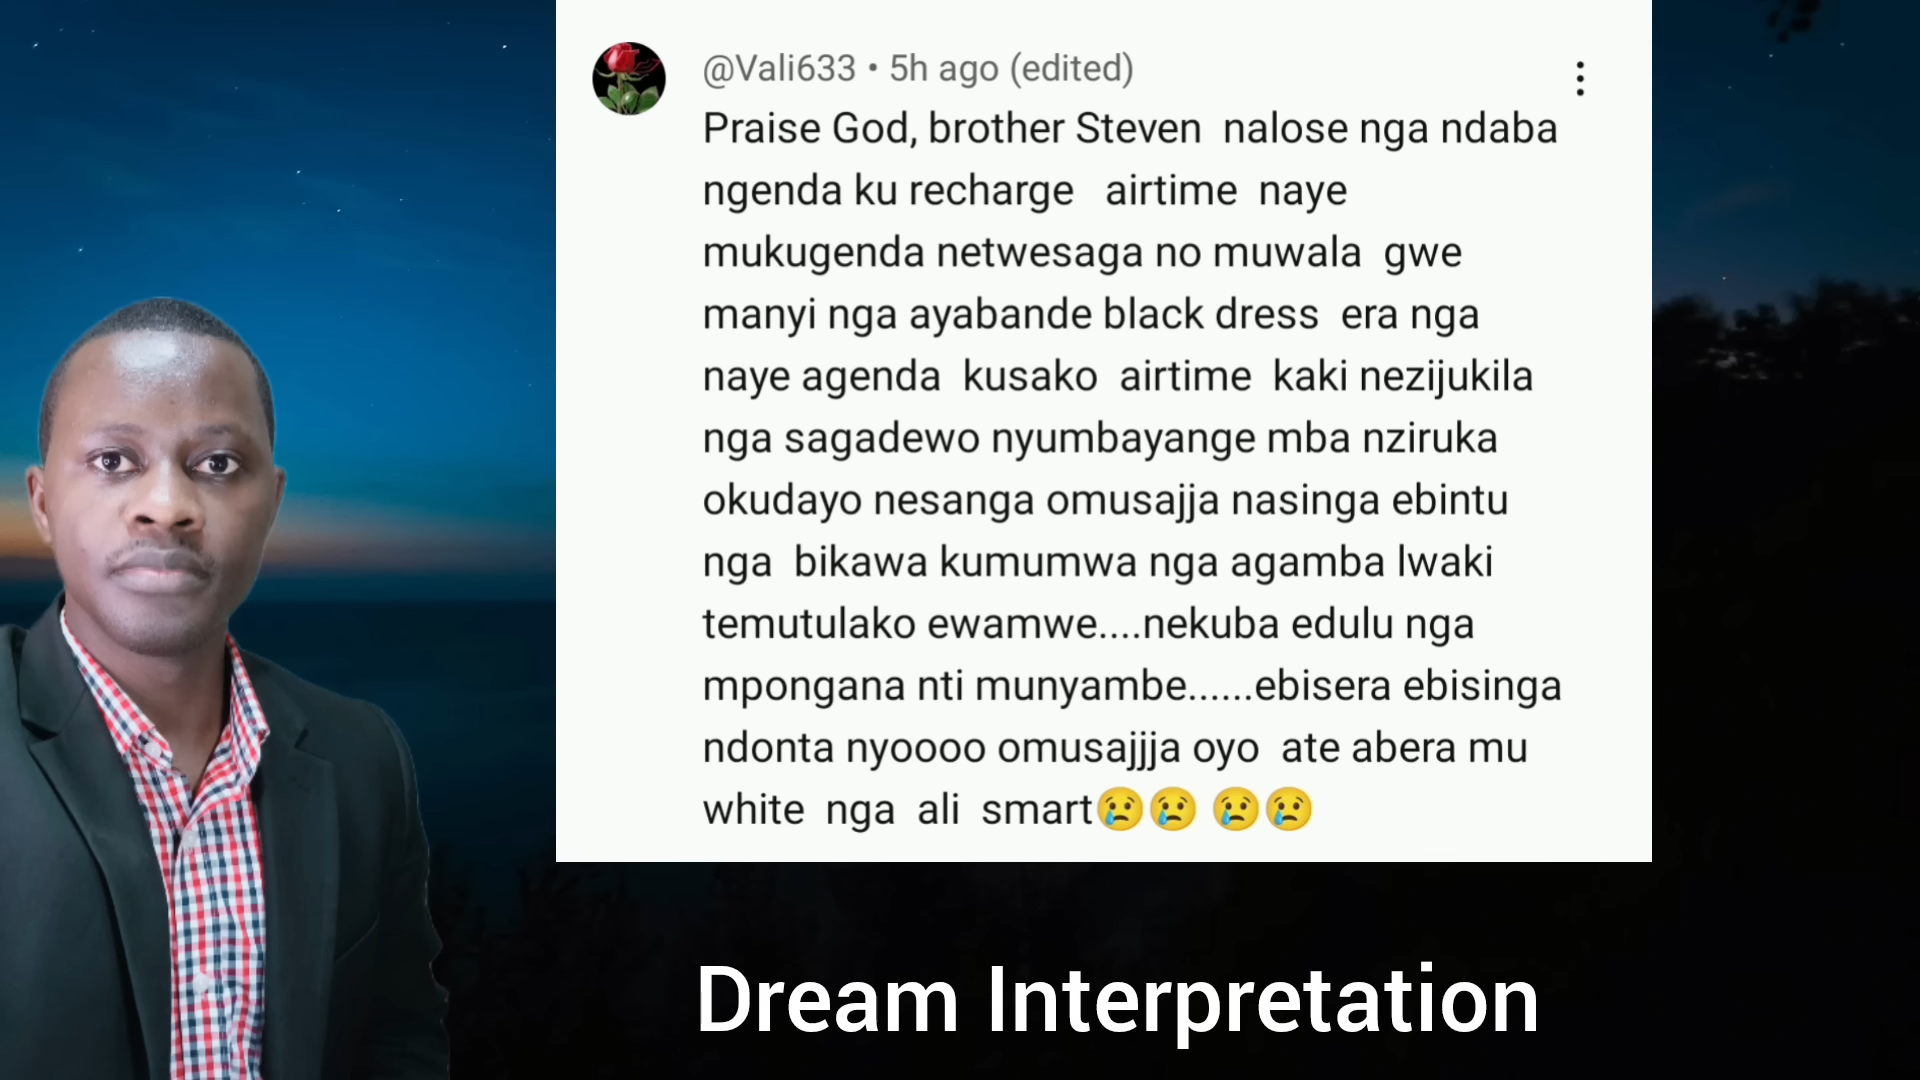 @Vali633 • 5h ago (edited)
Praise God, brother Steven nalose nga ndaba
ngenda ku recharge airtime naye
mukugenda netwesaga no muwala gwe
manyi nga ayabande black dress era nga
naye agenda kusako airtime kaki nezijukila
nga sagadewo nyumbayange mba nziruka
okudayo nesanga omusajja nasinga ebintu
nga bikawa kumumwa nga agamba lwaki
temutulako ewamwe....nekuba edulu nga
mpongana nti munyambe......ebisera ebisinga
ndonta nyoooo omusajjja oyo ate abera mu
white nga ali smart😢😢 😢😢
Dream Interpretation